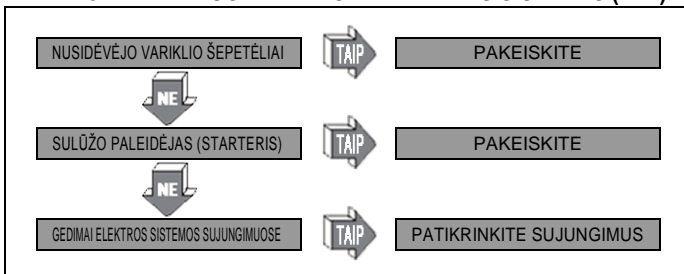 NUSIDĖVĖJO VARIKLIO ŠEPETĖLIAI TAIP PAKEISKITE
NE
SULŪŽO PALEIDĖJAS (STARTERIS) TAIP PAKEISKITE
NE
GEDIMAI ELEKTROS SISTEMOS SUJUNGIMUOSE TAIP PATIKRINKITE SUJUNGIMUS